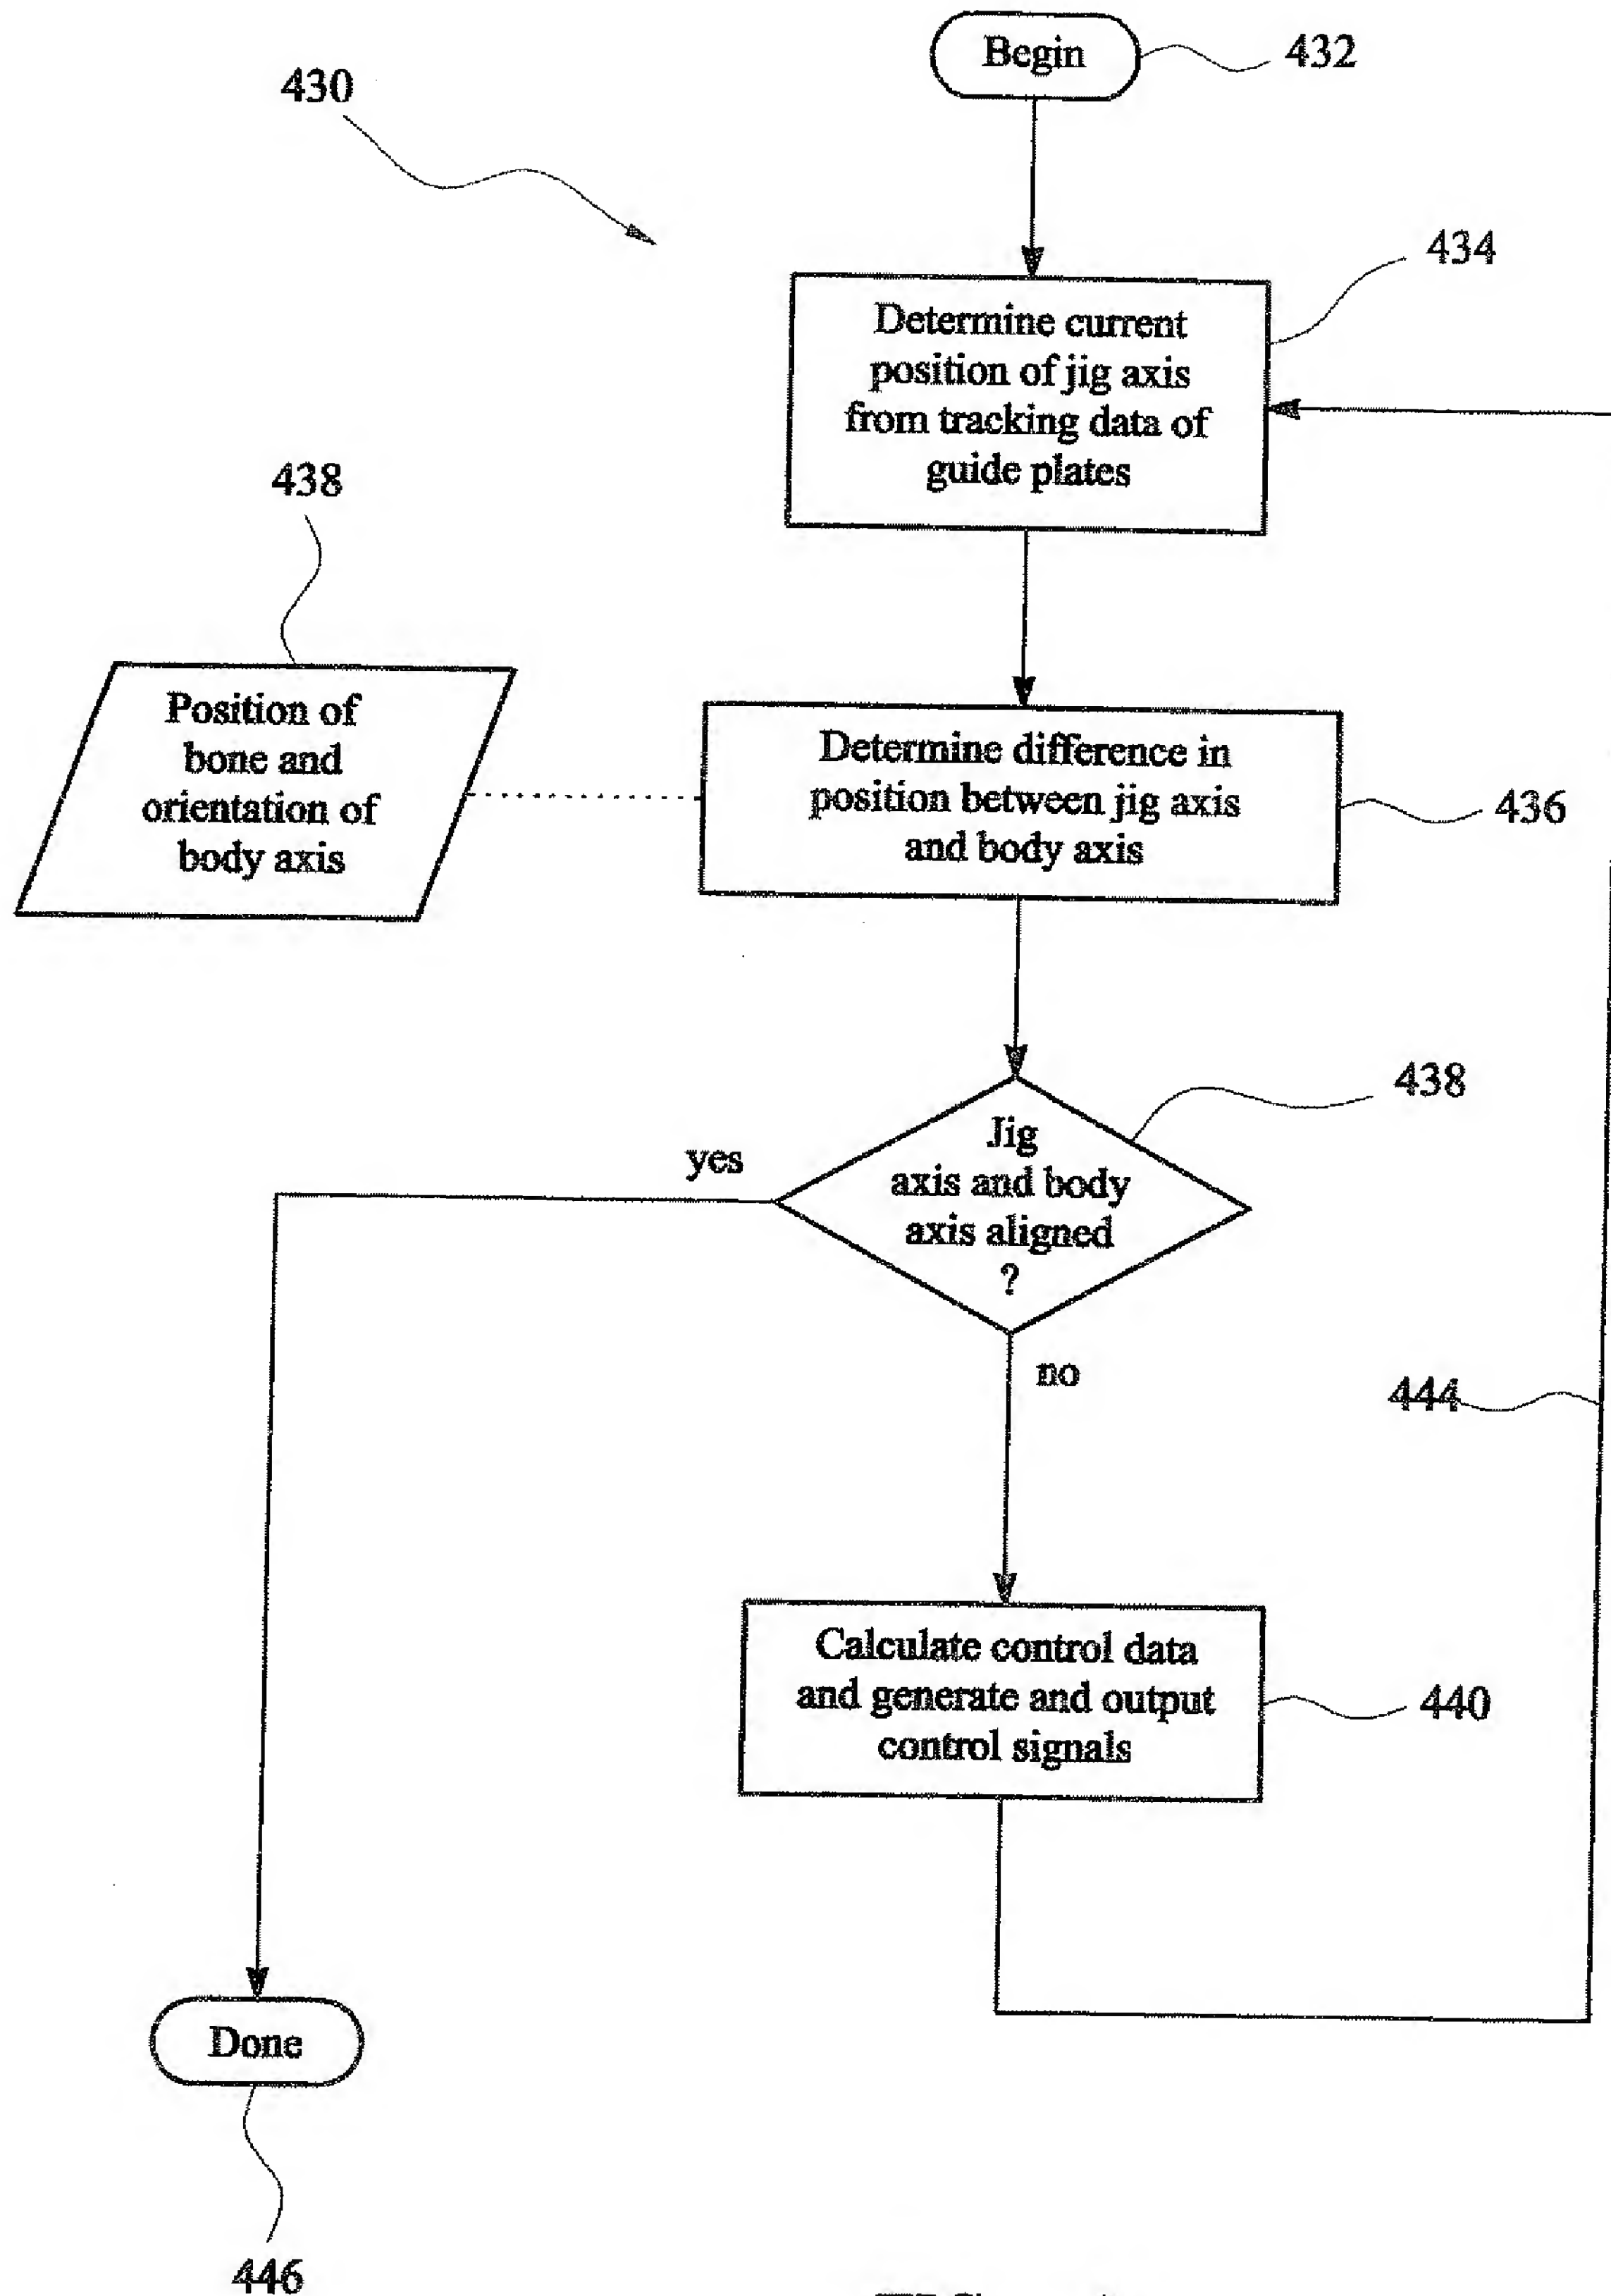 Begin
432
430
434
Determine current
position of jig axis
from tracking data of
guide plates
438
Position of
bone and
orientation of
body axis
Determine difference in
position between jig axis
and body axis
436
438
Jig
axis and body
axis aligned
?
yes
no
444
Calculate control data
and generate and output
control signals
440
Done
446